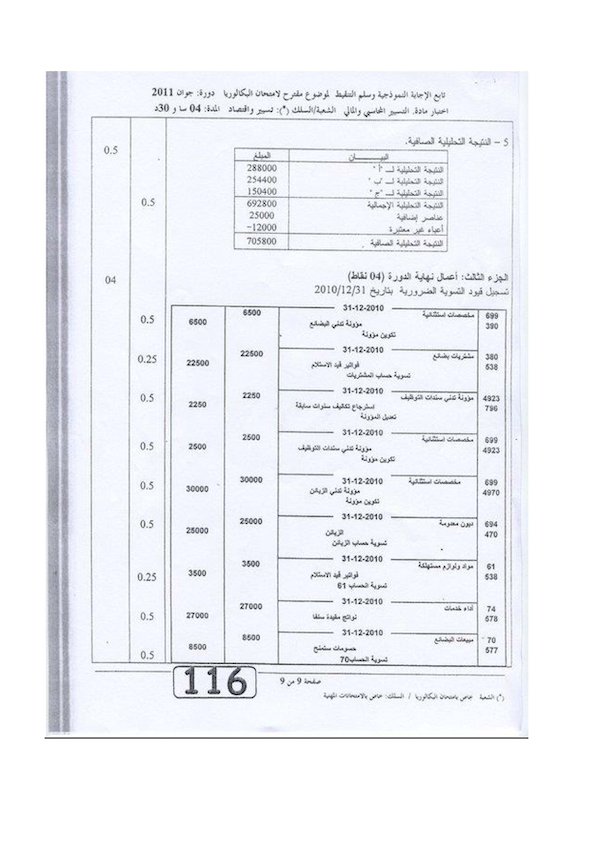 تابع الإجابة النموذجية وسلم التنقيط لموضوع مقترح لامتحان البكالوريا دورة: جوان 2011
اختبار مادة. التسيير المحاسبي والمالي الشعبة/السلك (*): تسيير واقتصاد المدة: 04 سا و 30د
0.5
5 – النتيجة التحليلية الصافية.
البيـــــــــان المبلغ
النتيجة التحليلية لـــ "أ" 288000
النتيجة التحليلية لـــ "ب" 254400
النتيجة التحليلية لـــ "ج" 150400
0.5
النتيجة التحليلية الإجمالية 692800
عناصر إضافية 25000
أعباء غير معتبرة 12000–
النتيجة التحليلية الصافية 705800
04
الجزء الثالث: أعمال نهاية الدورة (04 نقاط)
تسجيل قيود التسوية الضرورية بتاريخ 2010/12/31
31-12-2010
699 مخصصات استثنائية 6500
390 مؤونة تدني البضائع 6500 0.5
تكوين مؤونة
31-12-2010
380 مشتريات بضائع 22500
538 فواتير قيد الاستلام 22500 0.25
تسوية حساب المشتريات
31-12-2010
4923 مؤونة تدني سندات التوظيف 2250
796 استرجاع تكاليف سنوات سابقة 2250 0.5
تعديل المؤونة
31-12-2010
699 مخصصات استثنائية 2500
4923 مؤونة تدني سندات التوظيف 2500 0.5
تكوين مؤونة
31-12-2010
699 مخصصات استثنائية 30000
4970 مؤونة تدني الزبائن 30000 0.5
تكوين مؤونة
31-12-2010
694 ديون معدومة 25000
470 الزبائن 25000 0.5
تسوية حساب الزبائن
31-12-2010
61 مواد ولوازم مستهلكة 3500
538 فواتير قيد الاستلام 3500 0.25
تسوية الحساب 61
31-12-2010
74 أداء خدمات 27000
578 نواتج مقيدة سلفا 27000 0.5
31-12-2010
70 مبيعات البضائع 8500
577 حسومات ستمنح 8500 0.5
تسوية الحساب70
صفحة 9 من 9
116
(*) الشعبة خاص بامتحان البكالوريا / السلك: خاص بالامتحانات المهنية